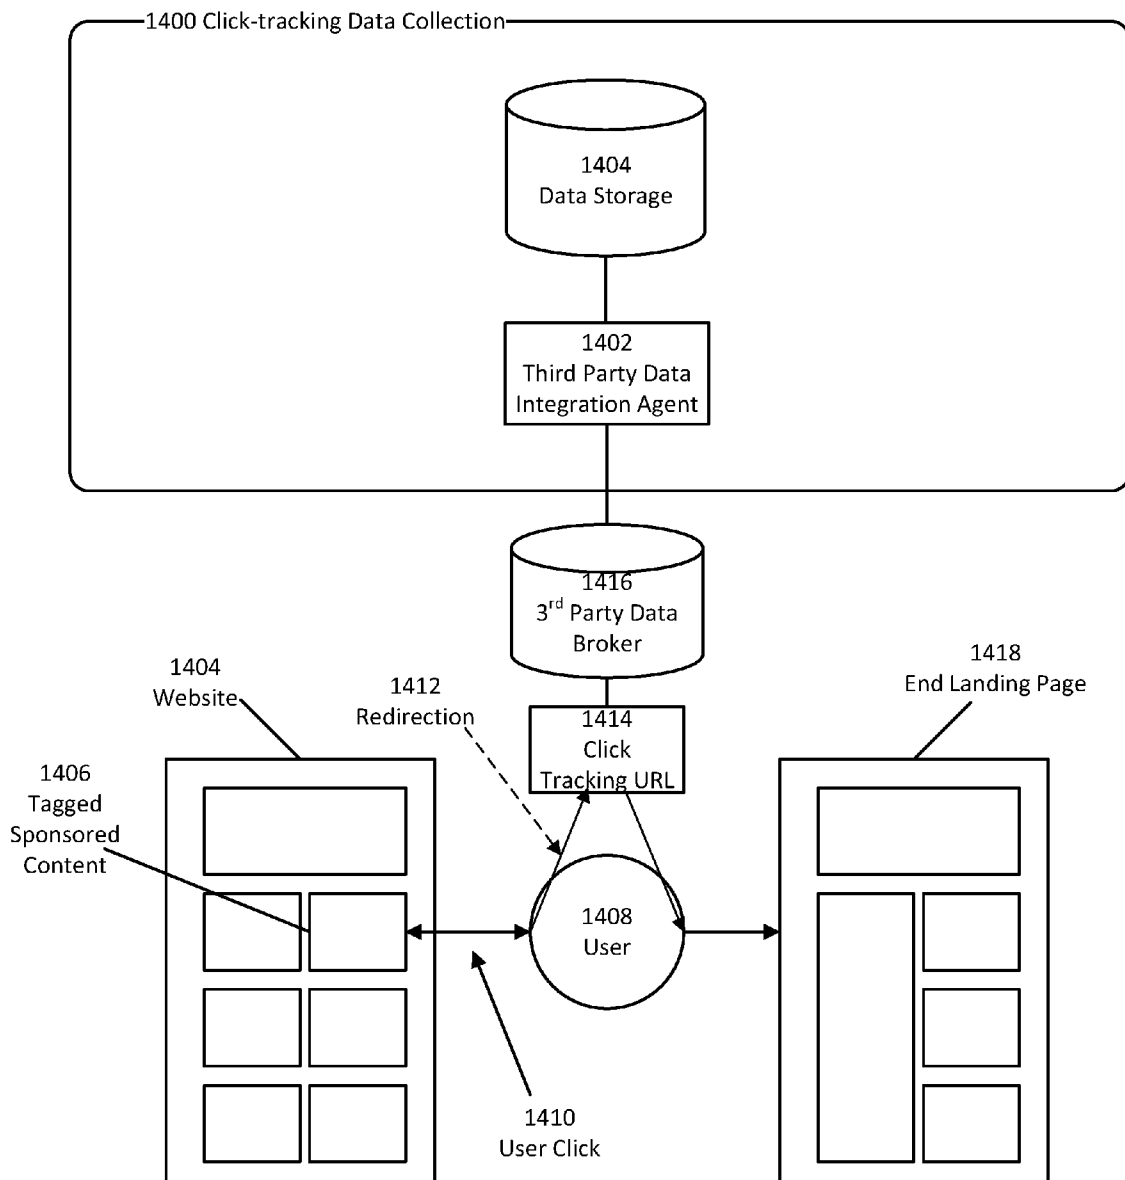 1400 Click-tracking Data Collection
1404
Data Storage
1402
Third Party Data
Integration Agent
1416
3rd Party Data
Broker
1404
Website
1412
Redirection
1414
Click
Tracking URL
1418
End Landing Page
1406
Tagged
Sponsored
Content
1408
User
1410
User Click